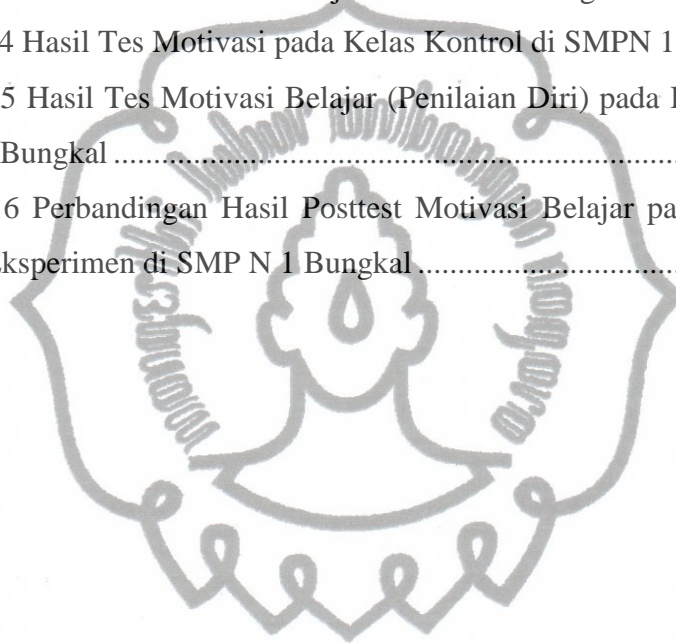 4 Hasil Tes Motivasi pada Kelas Kontrol di SMPN 1
5 Hasil Tes Motivasi Belajar (Penilaian Diri) pada
Bungkal ..........................................................................
6 Perbandingan Hasil Posttest Motivasi Belajar pa
ksperimen di SMP N 1 Bungkal ...................................